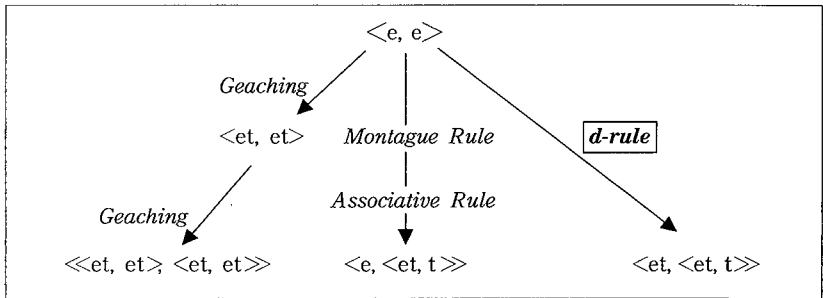 <e, e>
Geaching
<et, et> Montague Rule d-rule
Geaching Associative Rule
≪et, et>, <et, et≫ <e, <et, t≫ <et, <et, t≫